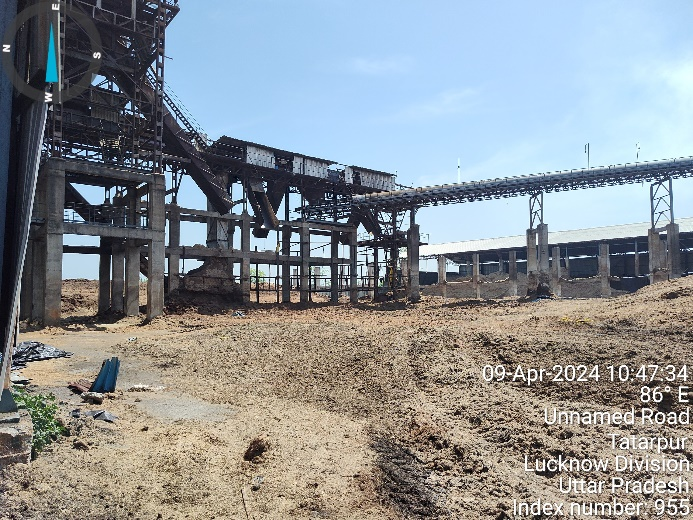 E
N
S
W
09-Apr-2024 10:47:34
86° E
Unnamed Road
Tatarpur
Lucknow Division
Uttar Pradesh
Index number: 955